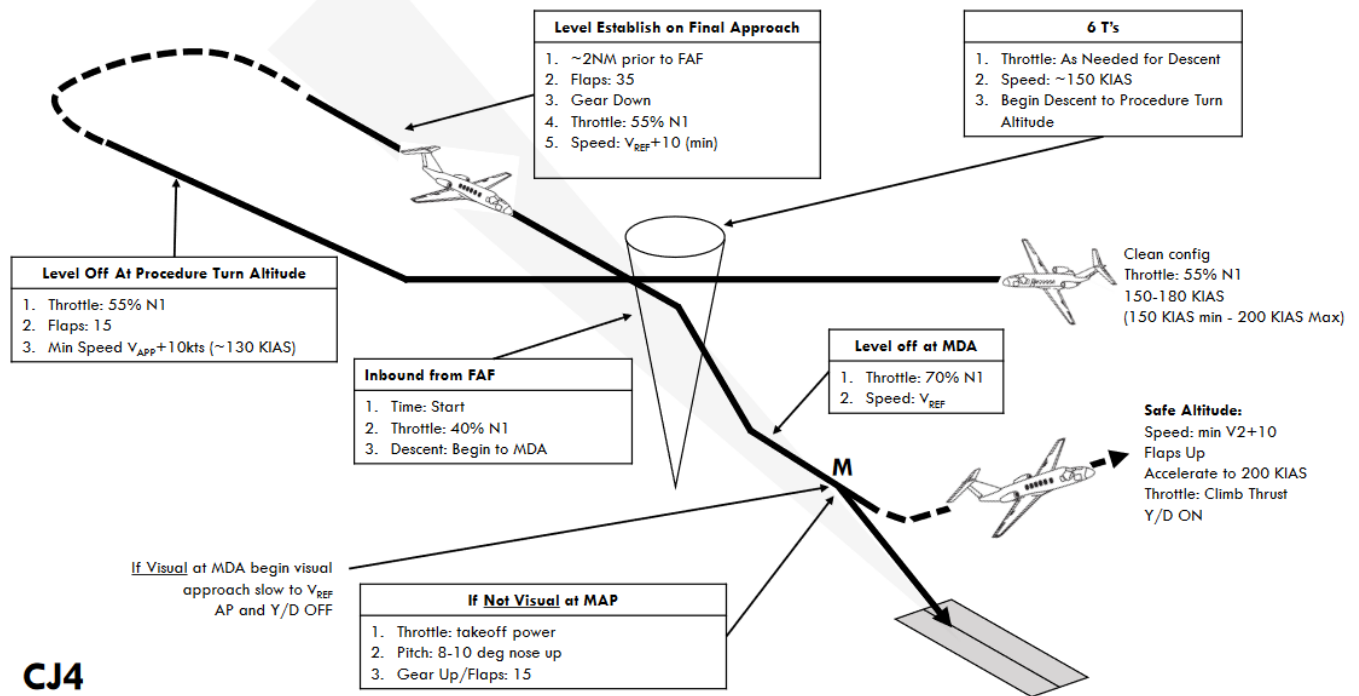 Level Establish on Final Approach
1. ~2NM prior to FAF
2. Flaps: 35
3. Gear Down
4. Throttle: 55% N1
5. Speed: VREF+10 (min)
6 T's
1. Throttle: As Needed for Descent
2. Speed: ~150 KIAS
3. Begin Descent to Procedure Turn
Altitude
Level Off At Procedure Turn Altitude
1. Throttle: 55% N1
2. Flaps: 15
3. Min Speed VAPP+10kts (~130 KIAS)
Clean config
Throttle: 55% N1
150-180 KIAS
(150 KIAS min - 200 KIAS Max)
Inbound from FAF
1. Time: Start
2. Throttle: 40% N1
3. Descent: Begin to MDA
Level off at MDA
1. Throttle: 70% N1
2. Speed: VREF
M
Safe Altitude:
Speed: min V2+10
Flaps Up
Accelerate to 200 KIAS
Throttle: Climb Thrust
Y/D ON
If Visual at MDA begin visual
approach slow to VREF
AP and Y/D OFF
If Not Visual at MAP
1. Throttle: takeoff power
2. Pitch: 8-10 deg nose up
3. Gear Up/Flaps: 15
CJ4